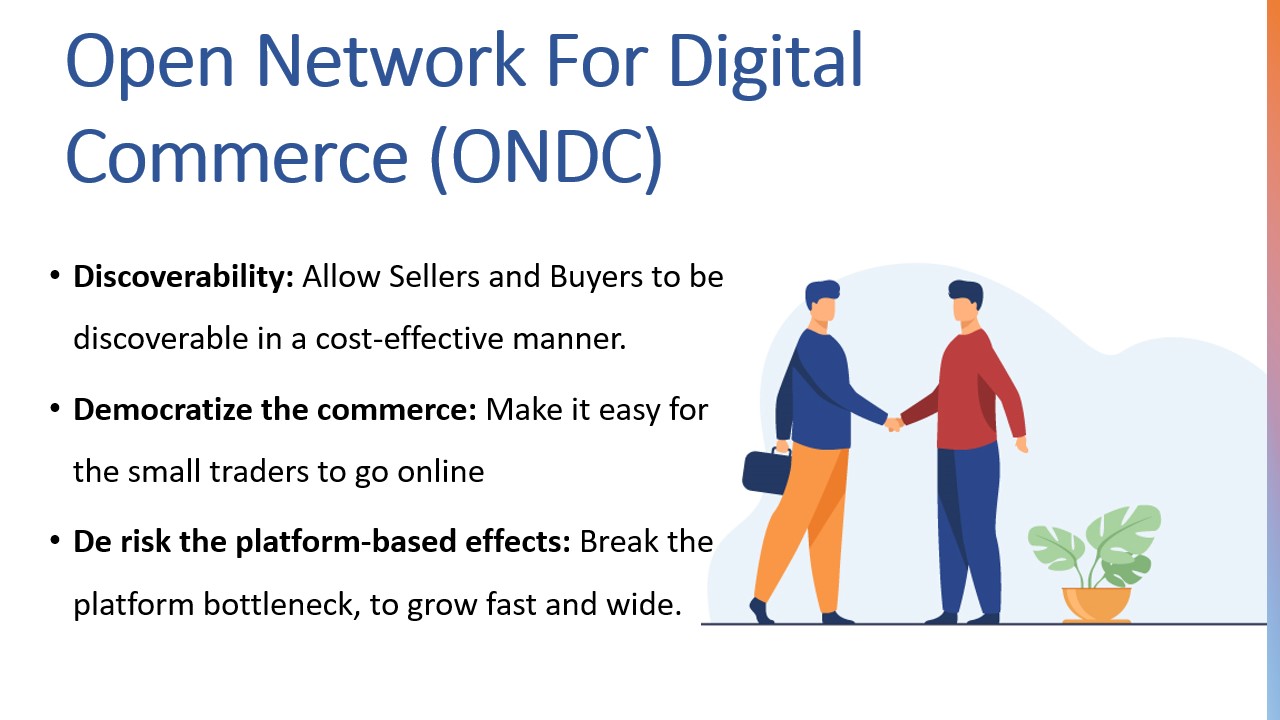 Open Network For Digital
Commerce (ONDC)
• Discoverability: Allow Sellers and Buyers to be
discoverable in a cost-effective manner.
• Democratize the commerce: Make it easy for
the small traders to go online
• De risk the platform-based effects: Break the
platform bottleneck, to grow fast and wide.